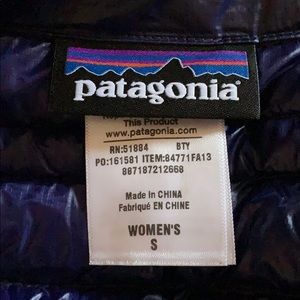 patagonia
This Product
www.patagonia.com
RN:51884 BTY
PO:161581 ITEM:84771FA13
887187212668
Made in CHINA
Fabriqué EN CHINE
WOMEN'S
S